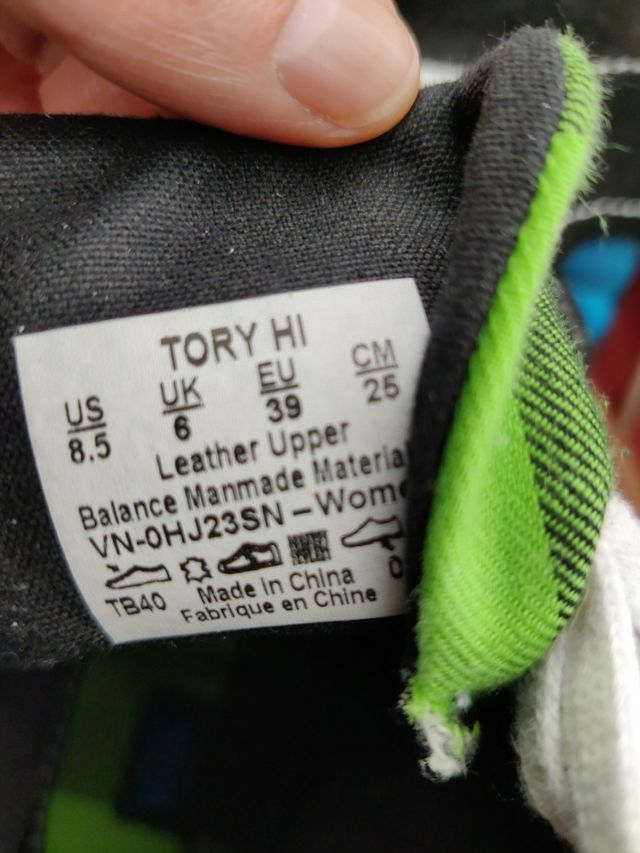 TORY HI
US UK EU CM
8.5 6 39 25
Leather Upper
Balance Manmade
VN-0HJ23SN-Wom
TB40
Made in China
Fabrique en Chine